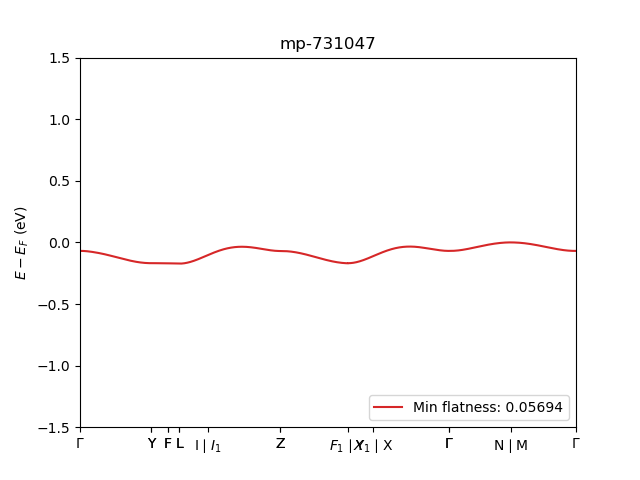 mp-731047
1.5
1.0
0.5
0.0
−0.5
−1.0
−1.5
E − E_F (eV)
Min flatness: 0.05694
Γ Y F L I | I₁ Z F₁ | X₁ | X Γ N | M Γ